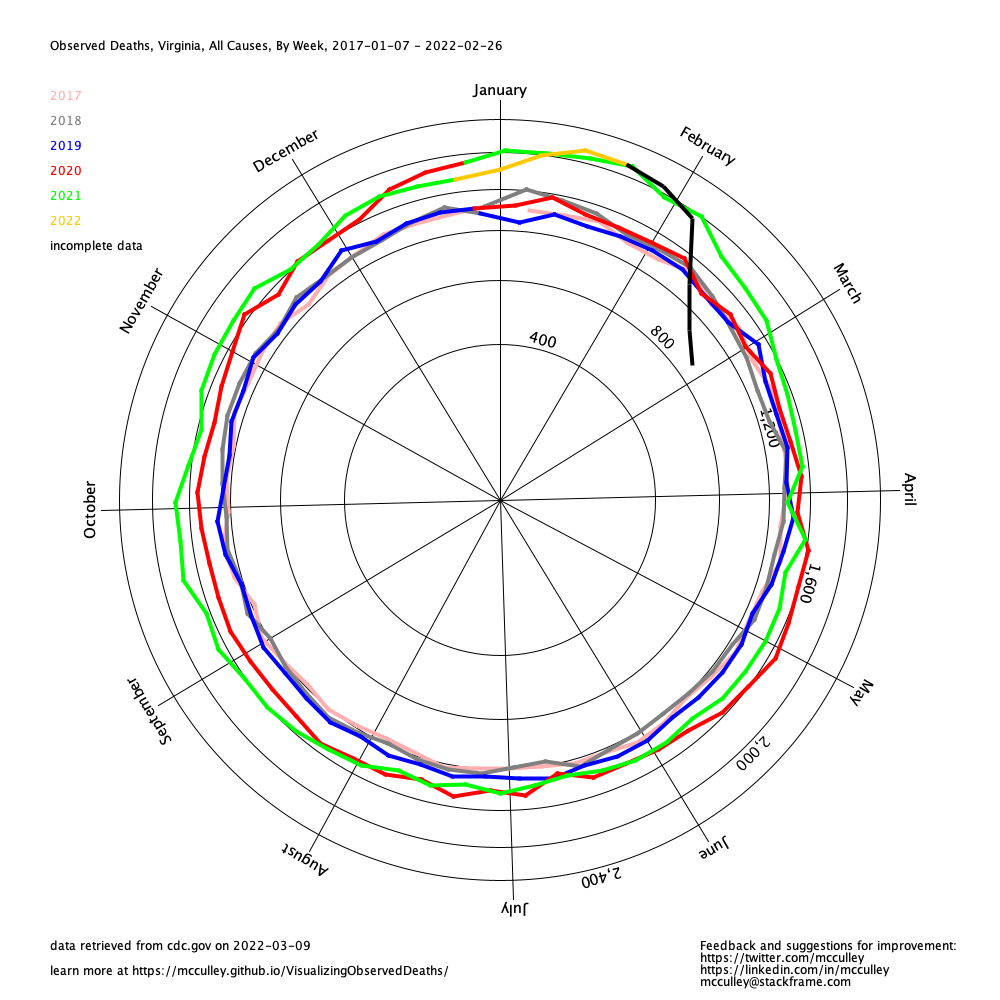 Observed Deaths, Virginia, All Causes, By Week, 2017-01-07 - 2022-02-26
January
2017
2018
2019
2020
2021
2022
incomplete data
December
February
November
March
400
800
1,200
October
April
1,600
September
May
2,000
August
June
2,400
July
data retrieved from cdc.gov on 2022-03-09
learn more at https://mcculley.github.io/VisualizingObservedDeaths/
Feedback and suggestions for improvement:
https://twitter.com/mcculley
https://linkedin.com/in/mcculley
mcculley@stackframe.com